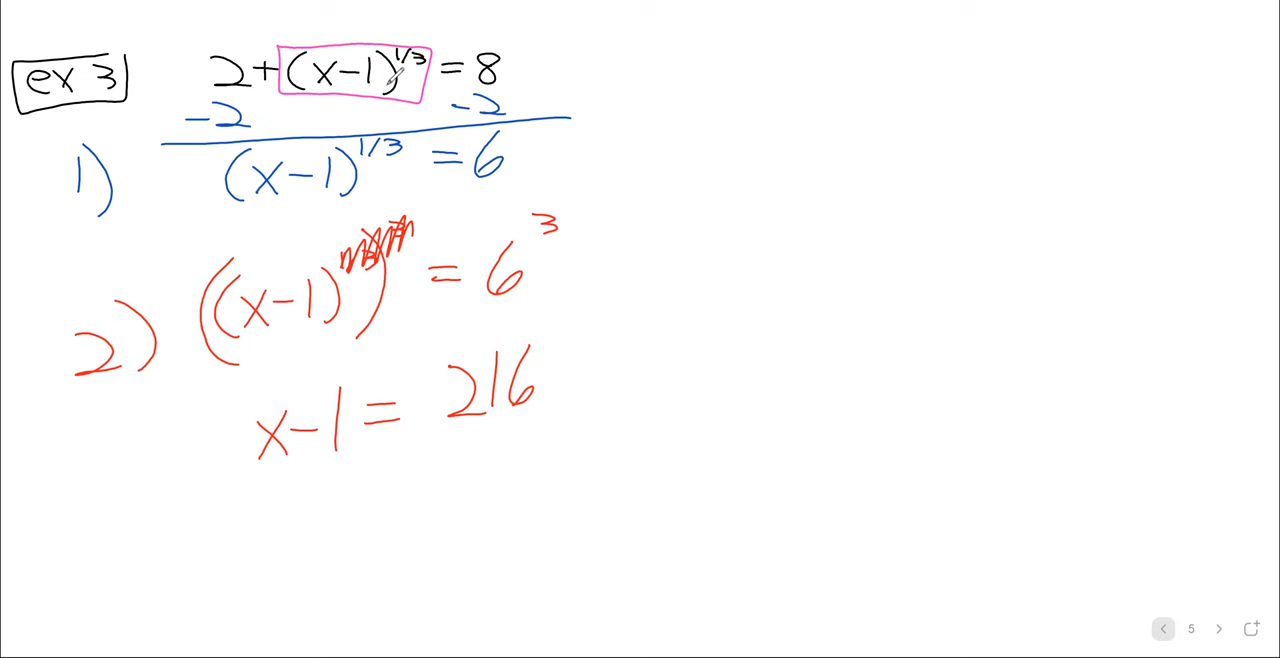 ex 3 2+(x-1)^1/3 = 8
-2 -2
1) (x-1)^1/3 = 6
2) ((x-1) ) = 6^3
x-1 = 216
5